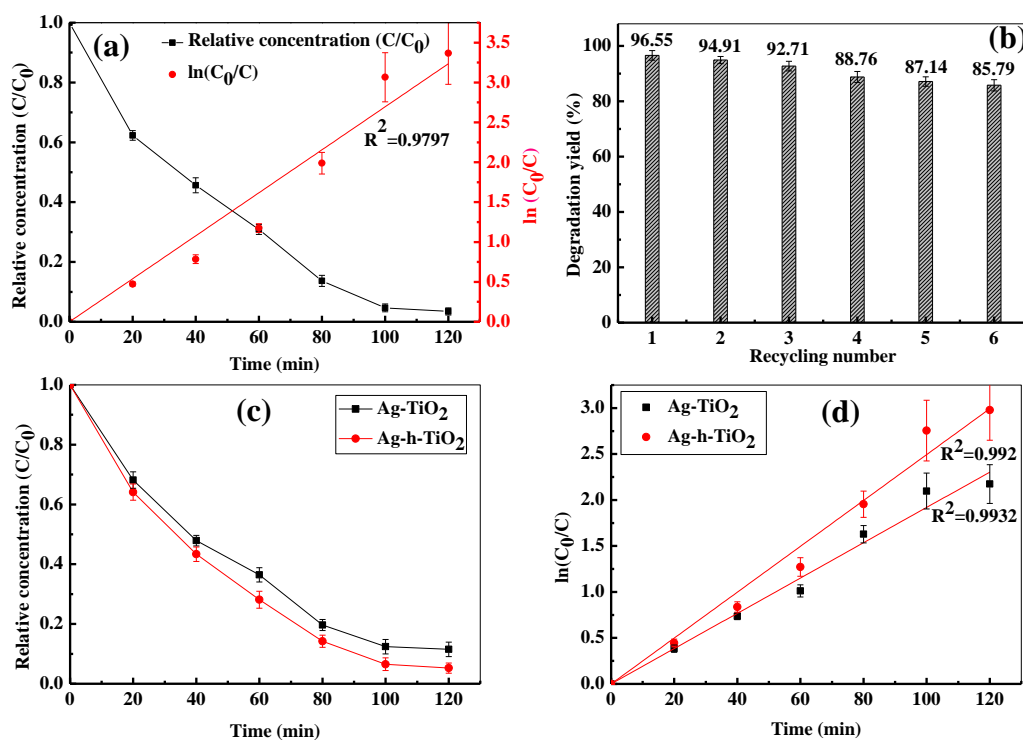 (a)
Relative concentration (C/C0)
ln(C0/C)
R2=0.9797
Relative concentration (C/C0)
1.0
0.8
0.6
0.4
0.2
0.0
0 20 40 60 80 100 120
Time (min)
3.5
3.0
2.5
2.0
1.5
1.0
0.5
0.0
ln (C0/C)
(b)
96.55 94.91 92.71 88.76 87.14 85.79
Degradation yield (%)
100
80
60
40
20
0
1 2 3 4 5 6
Recycling number
(c)
Ag-TiO2
Ag-h-TiO2
Relative concentration (C/C0)
1.0
0.8
0.6
0.4
0.2
0.0
0 20 40 60 80 100 120
Time (min)
(d)
Ag-TiO2
Ag-h-TiO2
R2=0.992
R2=0.9932
ln(C0/C)
3.0
2.5
2.0
1.5
1.0
0.5
0.0
0 20 40 60 80 100 120
Time (min)